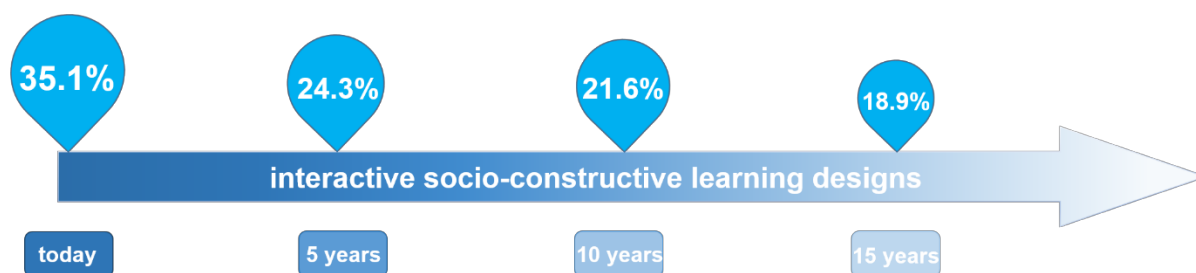 35.1%
24.3%
21.6%
18.9%
interactive socio-constructive learning designs
today
5 years
10 years
15 years